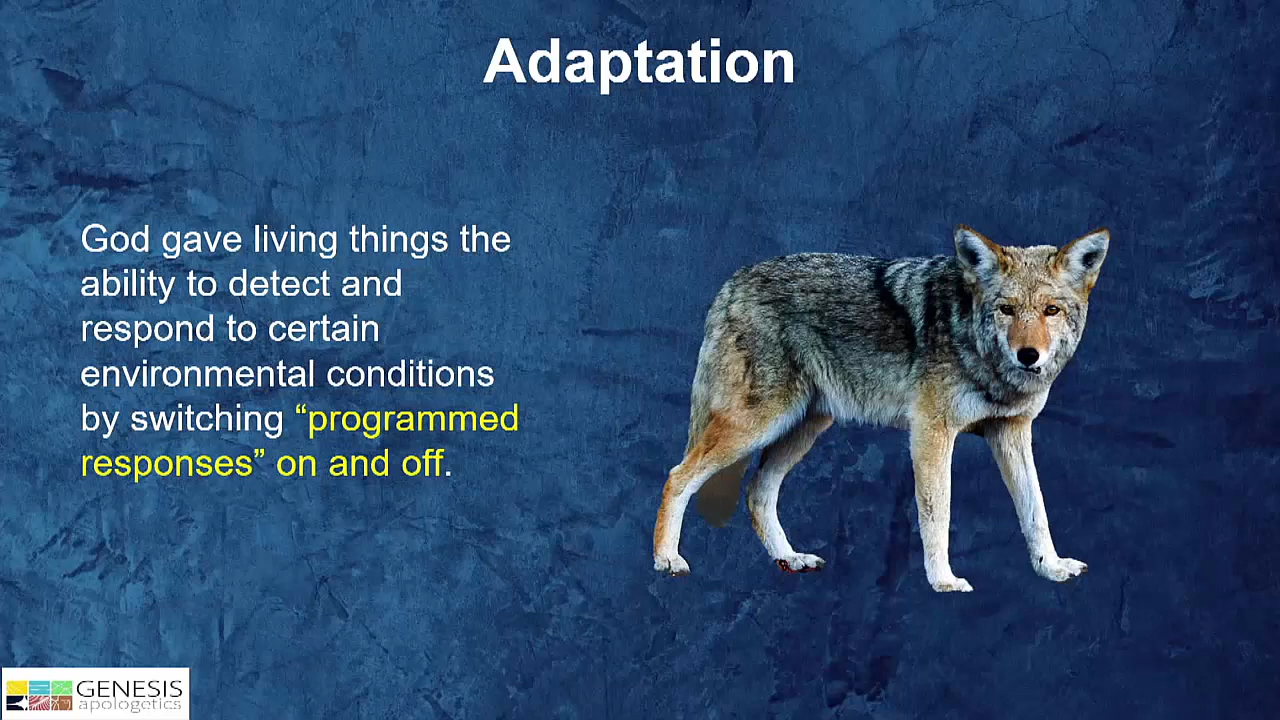 Adaptation
God gave living things the
ability to detect and
respond to certain
environmental conditions
by switching “programmed
responses” on and off.
GENESIS
apologetics